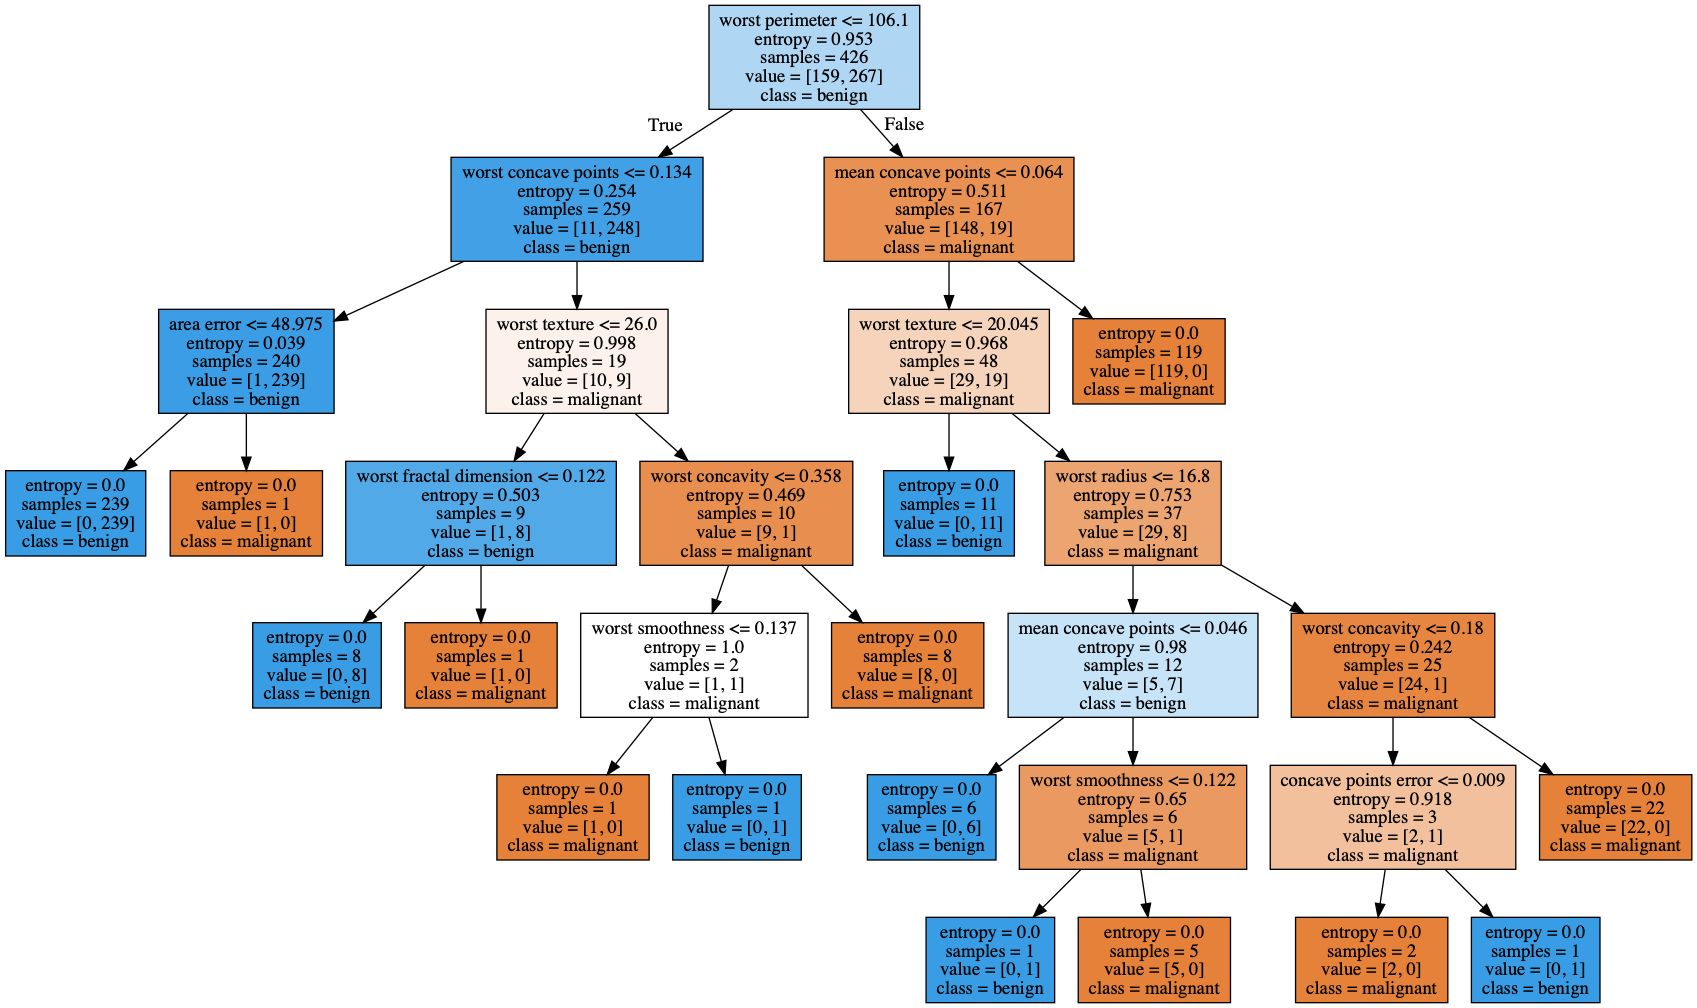 worst perimeter <= 106.1
entropy = 0.953
samples = 426
value = [159, 267]
class = benign
True
False
worst concave points <= 0.134
entropy = 0.254
samples = 259
value = [11, 248]
class = benign
mean concave points <= 0.064
entropy = 0.511
samples = 167
value = [148, 19]
class = malignant
area error <= 48.975
entropy = 0.039
samples = 240
value = [1, 239]
class = benign
worst texture <= 26.0
entropy = 0.998
samples = 19
value = [10, 9]
class = malignant
worst texture <= 20.045
entropy = 0.968
samples = 48
value = [29, 19]
class = malignant
entropy = 0.0
samples = 119
value = [119, 0]
class = malignant
entropy = 0.0
samples = 239
value = [0, 239]
class = benign
entropy = 0.0
samples = 1
value = [1, 0]
class = malignant
worst fractal dimension <= 0.122
entropy = 0.503
samples = 9
value = [1, 8]
class = benign
worst concavity <= 0.358
entropy = 0.469
samples = 10
value = [9, 1]
class = malignant
entropy = 0.0
samples = 11
value = [0, 11]
class = benign
worst radius <= 16.8
entropy = 0.753
samples = 37
value = [29, 8]
class = malignant
entropy = 0.0
samples = 8
value = [0, 8]
class = benign
entropy = 0.0
samples = 1
value = [1, 0]
class = malignant
worst smoothness <= 0.137
entropy = 1.0
samples = 2
value = [1, 1]
class = malignant
entropy = 0.0
samples = 8
value = [8, 0]
class = malignant
mean concave points <= 0.046
entropy = 0.98
samples = 12
value = [5, 7]
class = benign
worst concavity <= 0.18
entropy = 0.242
samples = 25
value = [24, 1]
class = malignant
entropy = 0.0
samples = 1
value = [1, 0]
class = malignant
entropy = 0.0
samples = 1
value = [0, 1]
class = benign
entropy = 0.0
samples = 6
value = [0, 6]
class = benign
worst smoothness <= 0.122
entropy = 0.65
samples = 6
value = [5, 1]
class = malignant
concave points error <= 0.009
entropy = 0.918
samples = 3
value = [2, 1]
class = malignant
entropy = 0.0
samples = 22
value = [22, 0]
class = malignant
entropy = 0.0
samples = 1
value = [0, 1]
class = benign
entropy = 0.0
samples = 5
value = [5, 0]
class = malignant
entropy = 0.0
samples = 2
value = [2, 0]
class = malignant
entropy = 0.0
samples = 1
value = [0, 1]
class = benign